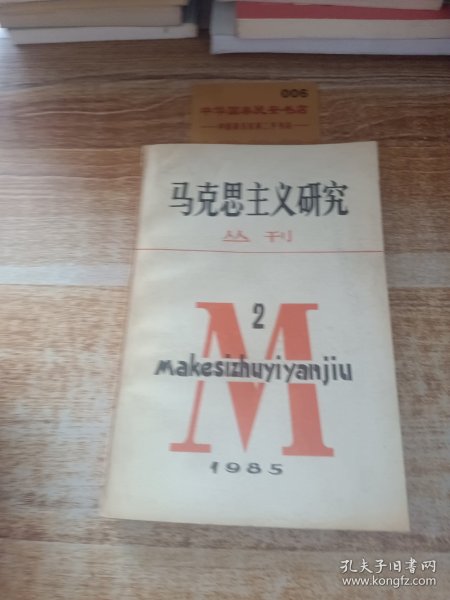 006
马克思主义研究
丛刊
2
makesizhuyiyanjiu
M
1985
孔夫子旧书网
www.kongfz.com